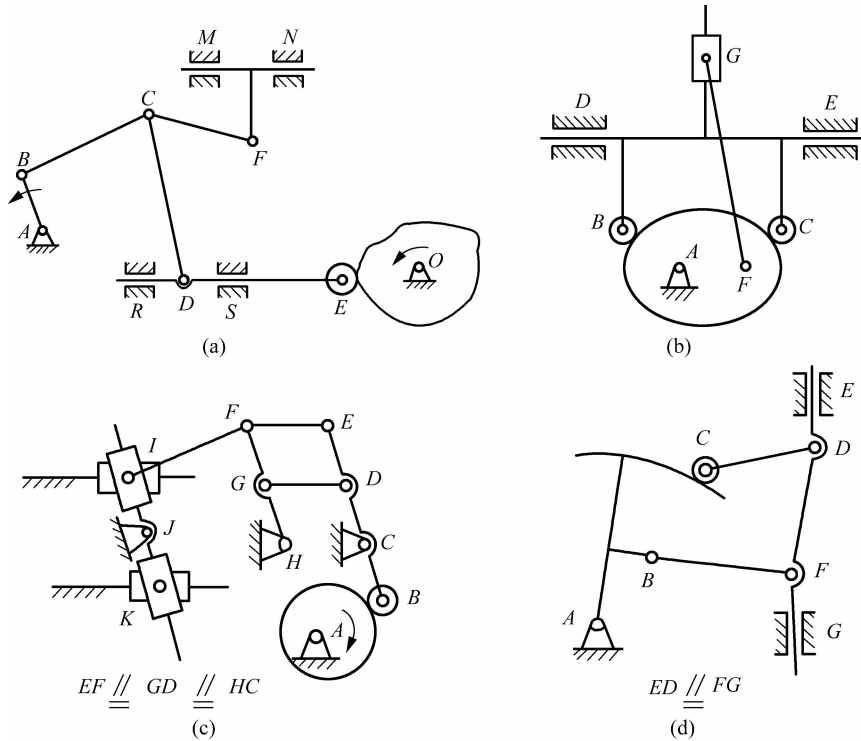 M N
C
F
B
A
R D S E O
(a)
G
D E
B C
A
F
(b)
F E
I
G D
J
H C
K
A B
EF ∥= GD ∥= HC
(c)
E
C
D
B F
A G
ED ∥= FG
(d)